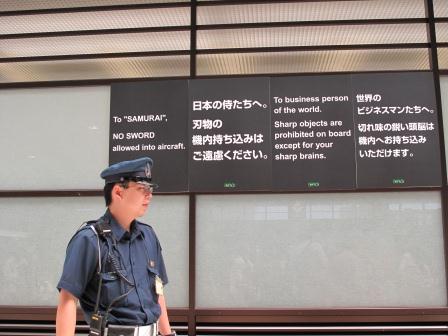 To "SAMURAI",
NO SWORD
allowed into aircraft.
日本の侍たちへ。
刃物の
機内持ち込みは
ご遠慮ください。
To business person
of the world.
Sharp objects are
prohibited on board
except for your
sharp brains.
世界の
ビジネスマンたちへ。
切れ味の鋭い頭脳は
機内へお持ち込み
いただけます。